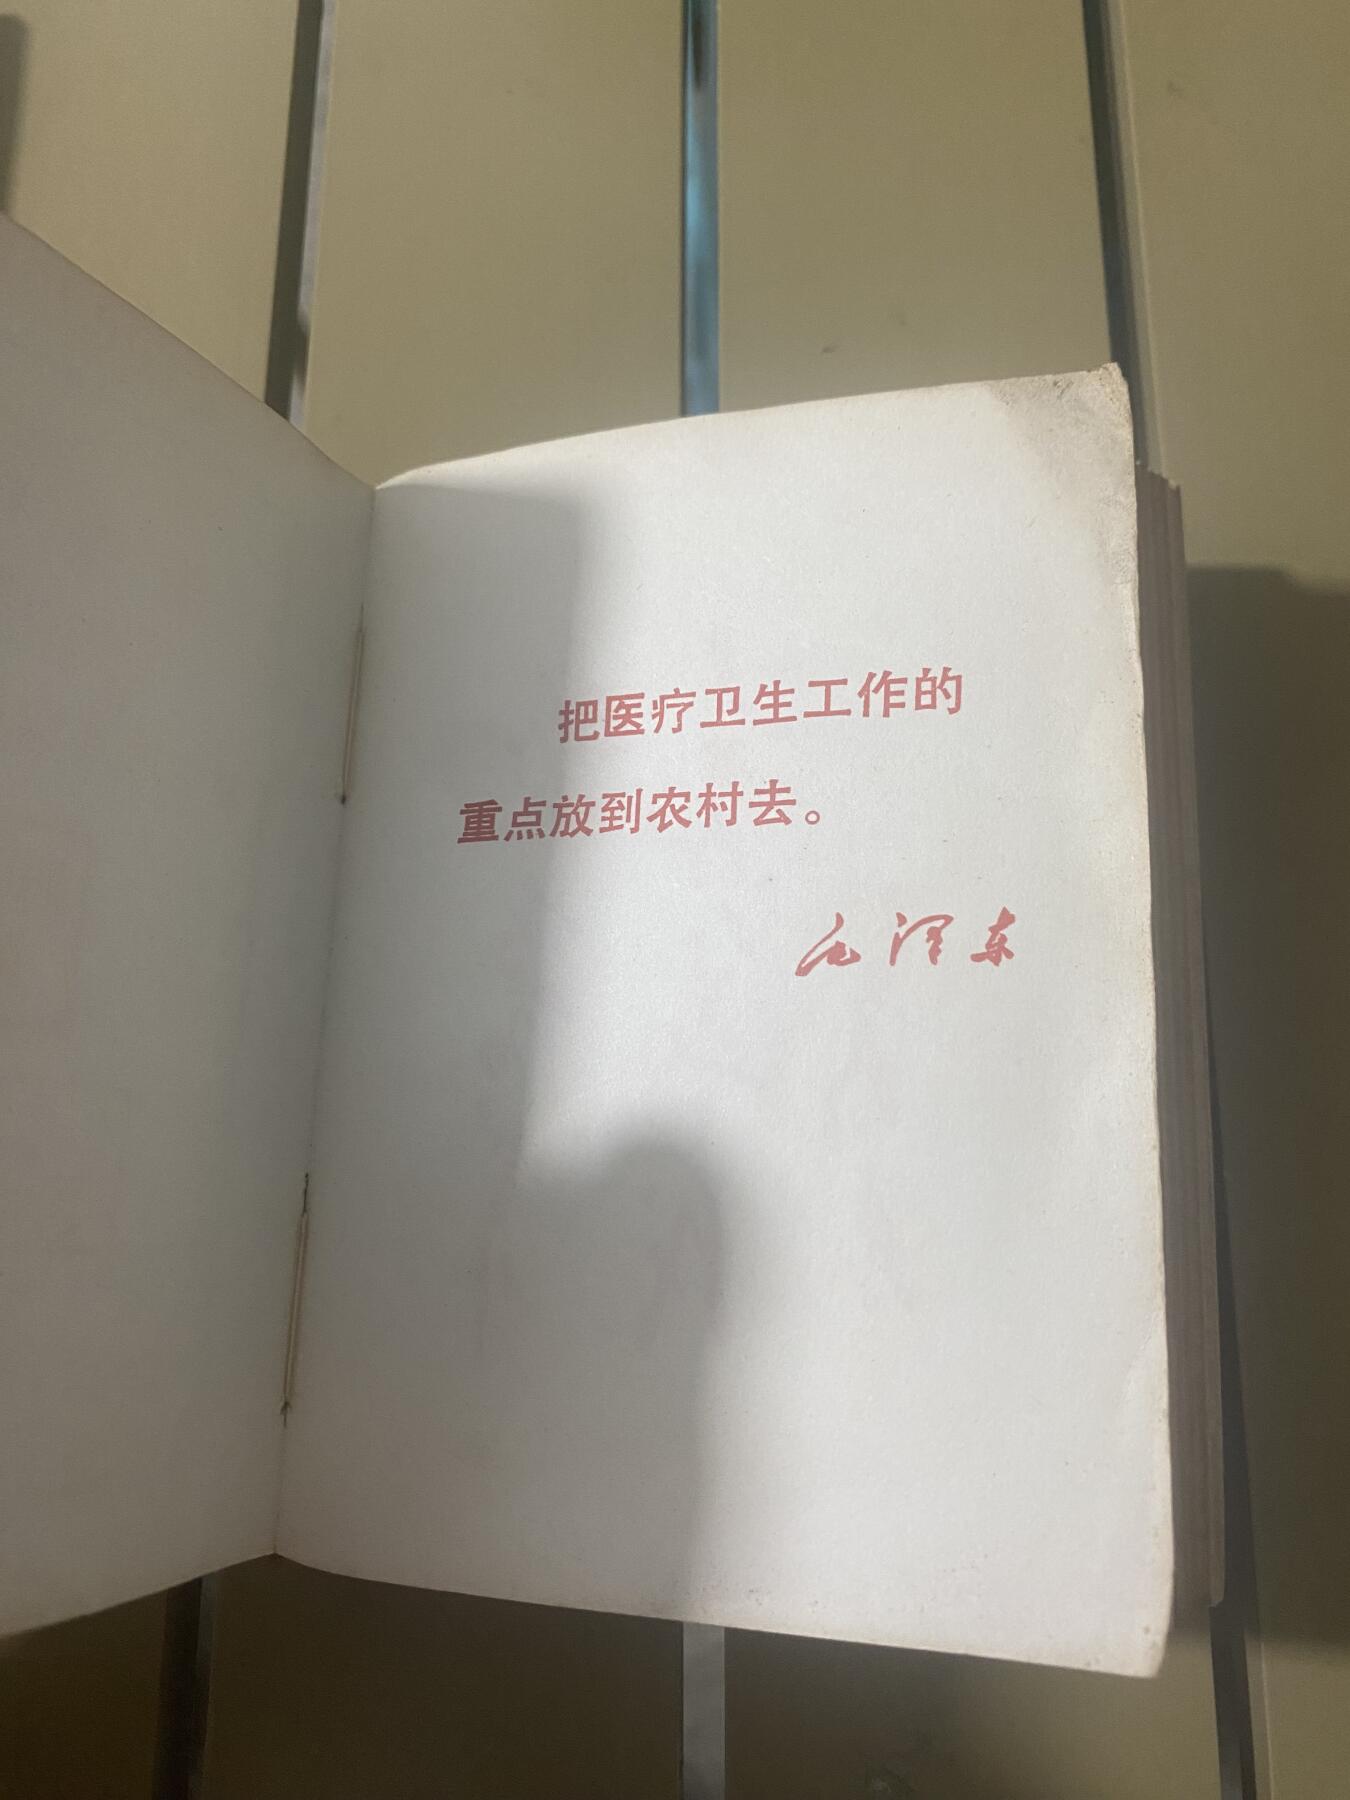 把医疗卫生工作的
重点放到农村去。
毛泽东